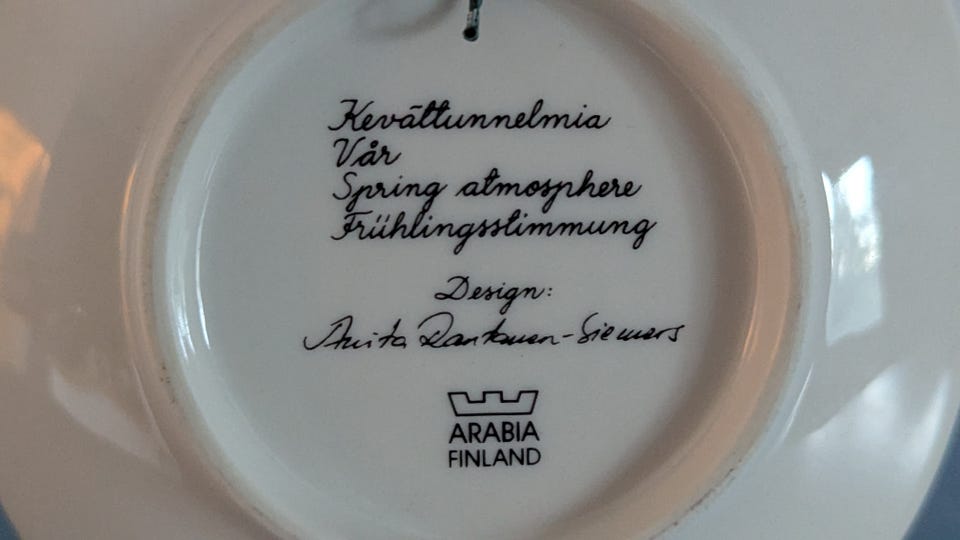 Kevättunnelmia
Vår
Spring atmosphere
Frühlingsstimmung
Design:
Anita Rantanen-Siemers
ARABIA
FINLAND